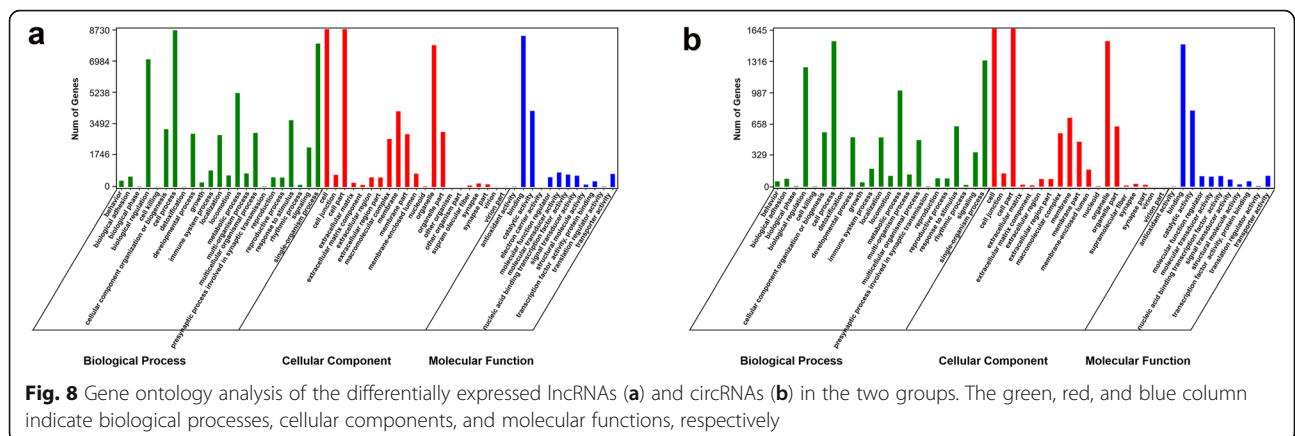 a
8730
6984
5238
3492
1746
0
Num of Genes
behavior
biological adhesion
biological phase
biological regulation
cell killing
cellular component organization or biogenesis
cellular process
detoxification
developmental process
growth
immune system process
localization
locomotion
metabolic process
multi-organism process
multicellular organismal process
presynaptic process involved in synaptic transmission
reproduction
reproductive process
response to stimulus
rhythmic process
signaling
single-organism process
cell
cell junction
cell part
extracellular matrix
extracellular matrix component
extracellular region
extracellular region part
macromolecular complex
membrane
membrane part
membrane-enclosed lumen
nucleoid
organelle
organelle part
other organism
other organism part
supramolecular fiber
synapse
synapse part
virion
virion part
antioxidant activity
binding
catalytic activity
electron carrier activity
molecular function regulator
molecular transducer activity
nucleic acid binding transcription factor activity
signal transducer activity
structural molecule activity
transcription factor activity protein binding
translation regulator activity
transporter activity
Biological Process
Cellular Component
Molecular Function
b
1645
1316
987
658
329
0
Num of Genes
behavior
biological adhesion
biological phase
biological regulation
cell killing
cellular component organization or biogenesis
cellular process
detoxification
developmental process
growth
immune system process
localization
locomotion
metabolic process
multi-organism process
multicellular organismal process
presynaptic process involved in synaptic transmission
reproduction
reproductive process
response to stimulus
rhythmic process
signaling
single-organism process
cell
cell junction
cell part
extracellular matrix
extracellular matrix component
extracellular region
extracellular region part
macromolecular complex
membrane
membrane part
membrane-enclosed lumen
nucleoid
organelle
organelle part
supramolecular fiber
synapse
synapse part
virion
virion part
antioxidant activity
binding
catalytic activity
molecular function regulator
molecular transducer activity
nucleic acid binding transcription factor activity
signal transducer activity
structural molecule activity
transcription factor activity protein binding
translation regulator activity
transporter activity
Biological Process
Cellular Component
Molecular Function
Fig. 8 Gene ontology analysis of the differentially expressed lncRNAs (a) and circRNAs (b) in the two groups. The green, red, and blue column
indicate biological processes, cellular components, and molecular functions, respectively